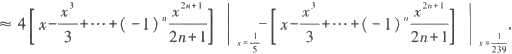 ≈ 4[x - x^3/3 + ··· + (-1)^n x^{2n+1}/(2n+1)] |_{x=1/5} - [x - x^3/3 + ··· + (-1)^n x^{2n+1}/(2n+1)] |_{x=1/239}.